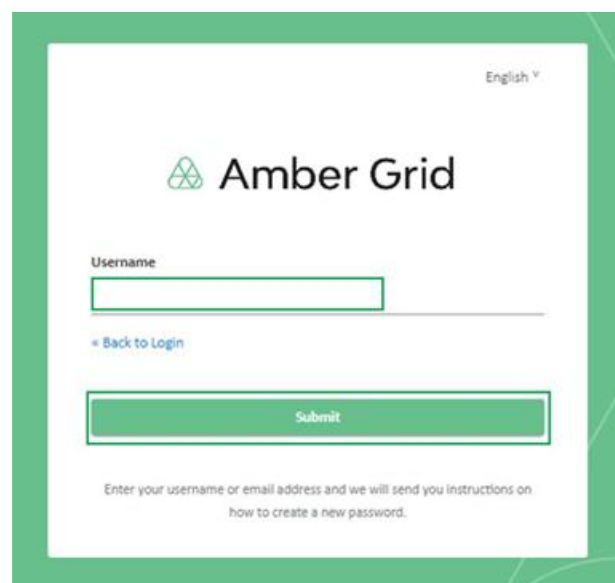 English ˅
Amber Grid
Username
« Back to Login
Submit
Enter your username or email address and we will send you instructions on
how to create a new password.